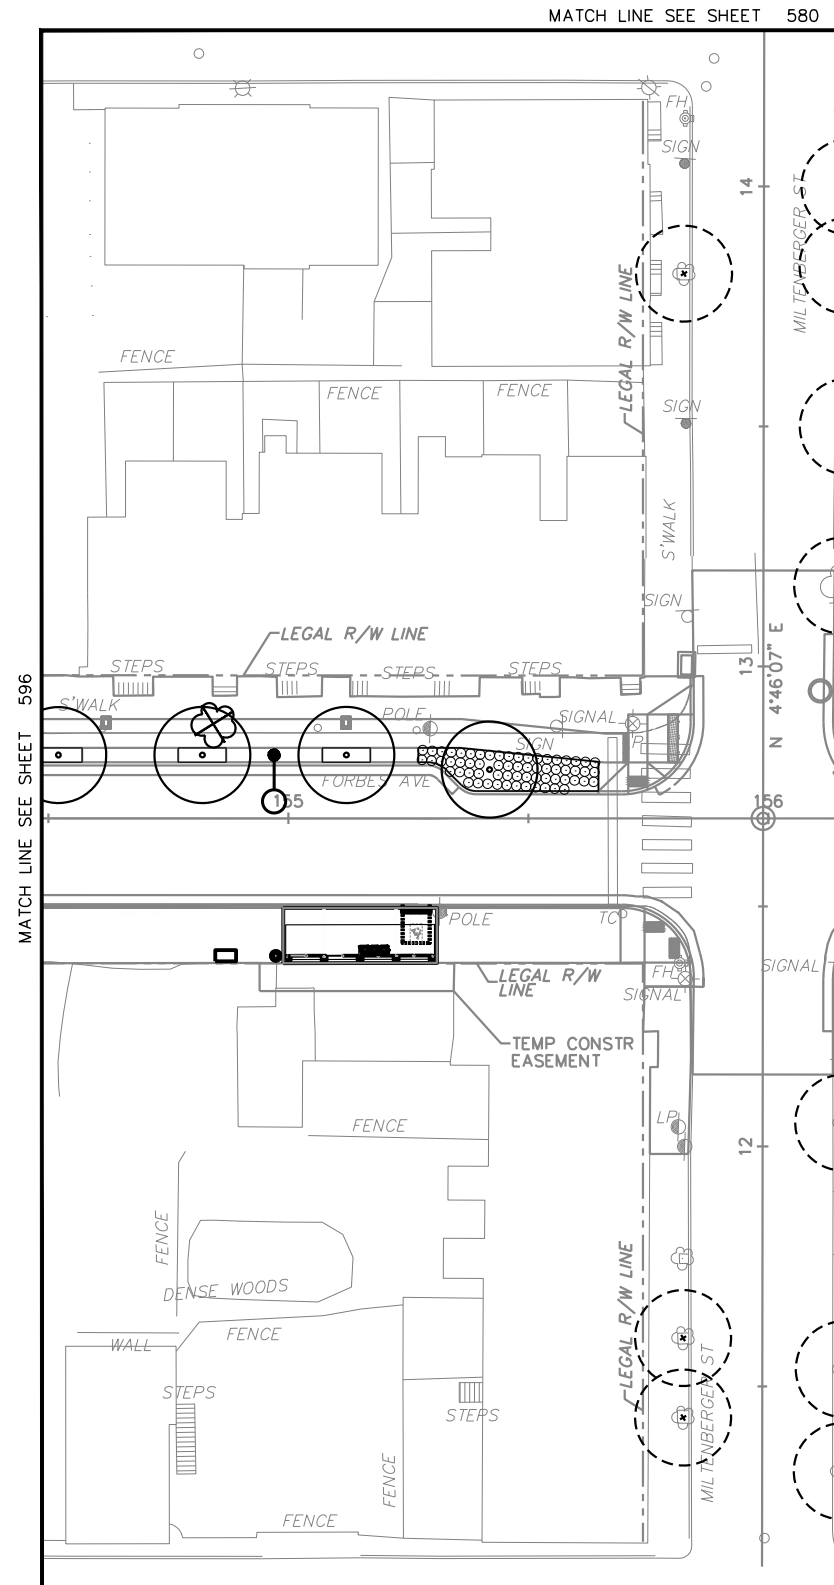 MATCH LINE SEE SHEET 580
FH
SIGN
14
MILTENBERGER ST
LEGAL R/W LINE
FENCE
FENCE
FENCE
SIGN
S'WALK
SIGN
LEGAL R/W LINE
13
N 4°46'07" E
STEPS
STEPS
STEPS
STEPS
MATCH LINE SEE SHEET 596
S'WALK
POLE
SIGNAL
SIGN
P
FORBES AVE
155
156
POLE
TC
LEGAL R/W
LINE
FH
SIGNAL
SIGNAL
TEMP CONSTR
EASEMENT
LP
FENCE
12
FENCE
DENSE WOODS
LEGAL R/W LINE
FENCE
WALL
MILTENBERGER ST
STEPS
STEPS
FENCE
FENCE